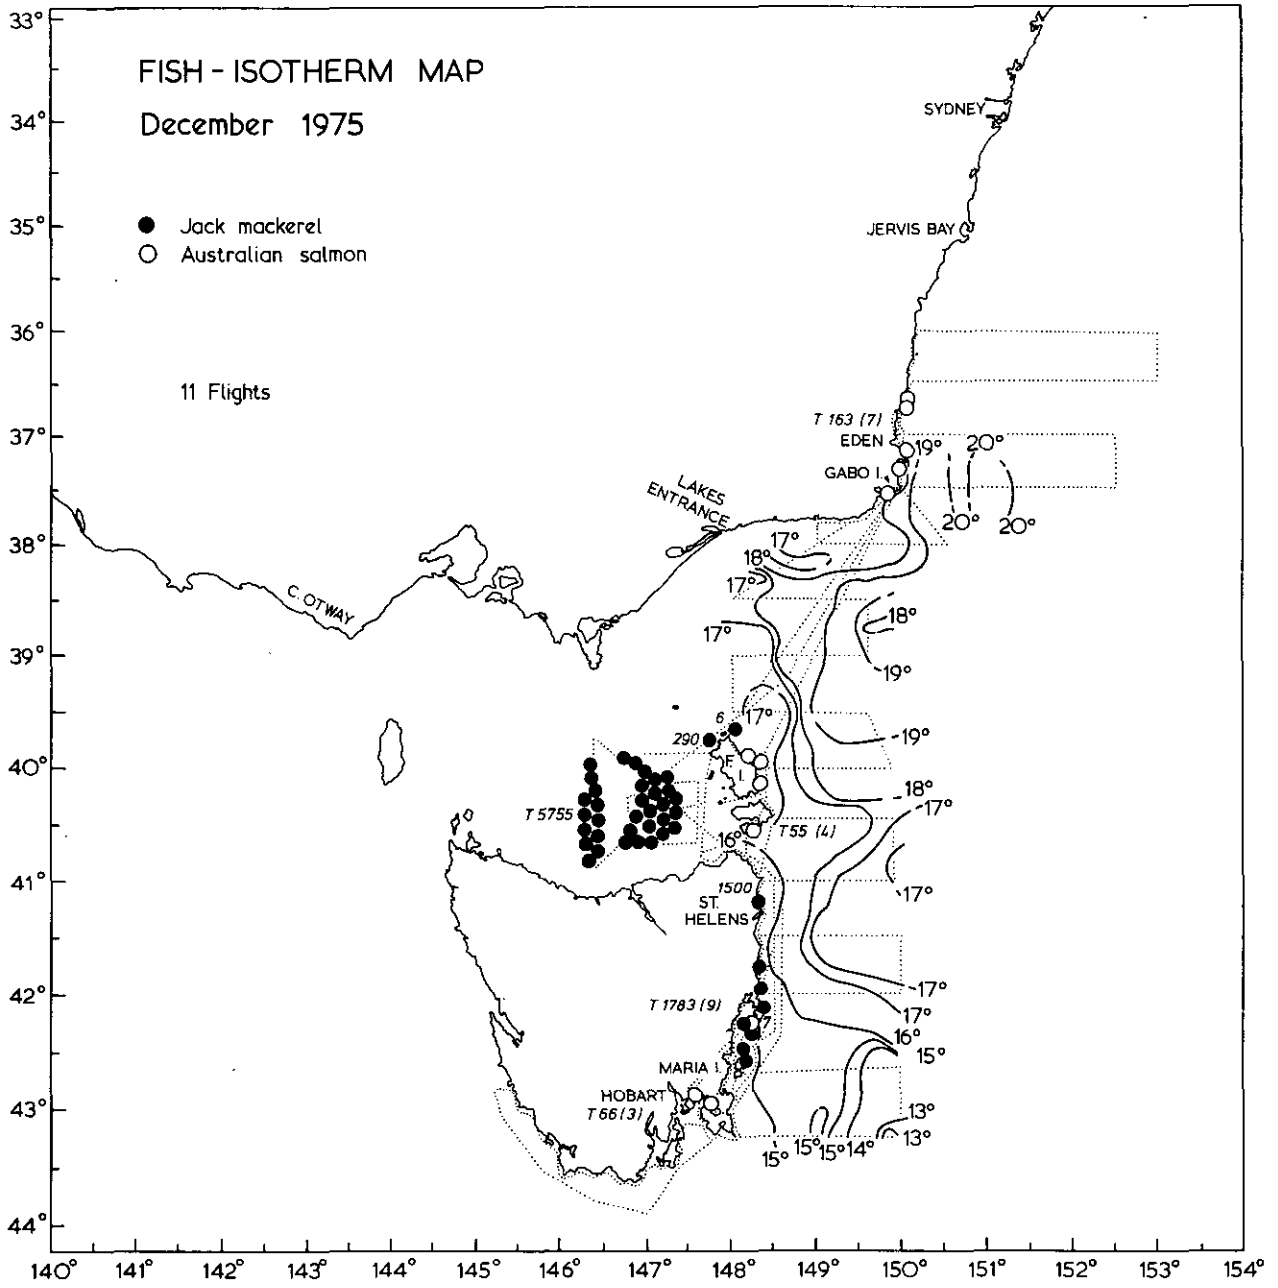 FISH - ISOTHERM MAP
December 1975
Jack mackerel
Australian salmon
11 Flights
33°
34°
35°
36°
37°
38°
39°
40°
41°
42°
43°
44°
140°
141°
142°
143°
144°
145°
146°
147°
148°
149°
150°
151°
152°
153°
154°
SYDNEY
JERVIS BAY
T 163 (7)
EDEN
GABO I.
19°
20°
20°
20°
LAKES
ENTRANCE
C. OTWAY
17°
18°
17°
17°
18°
19°
6
17°
290
19°
F.
I.
18°
17°
T 5755
T 55 (4)
16°
17°
1500
ST.
HELENS
T 1783 (9)
7
17°
17°
16°
15°
MARIA I.
HOBART
T 66 (3)
13°
13°
15°
15°
15°
14°